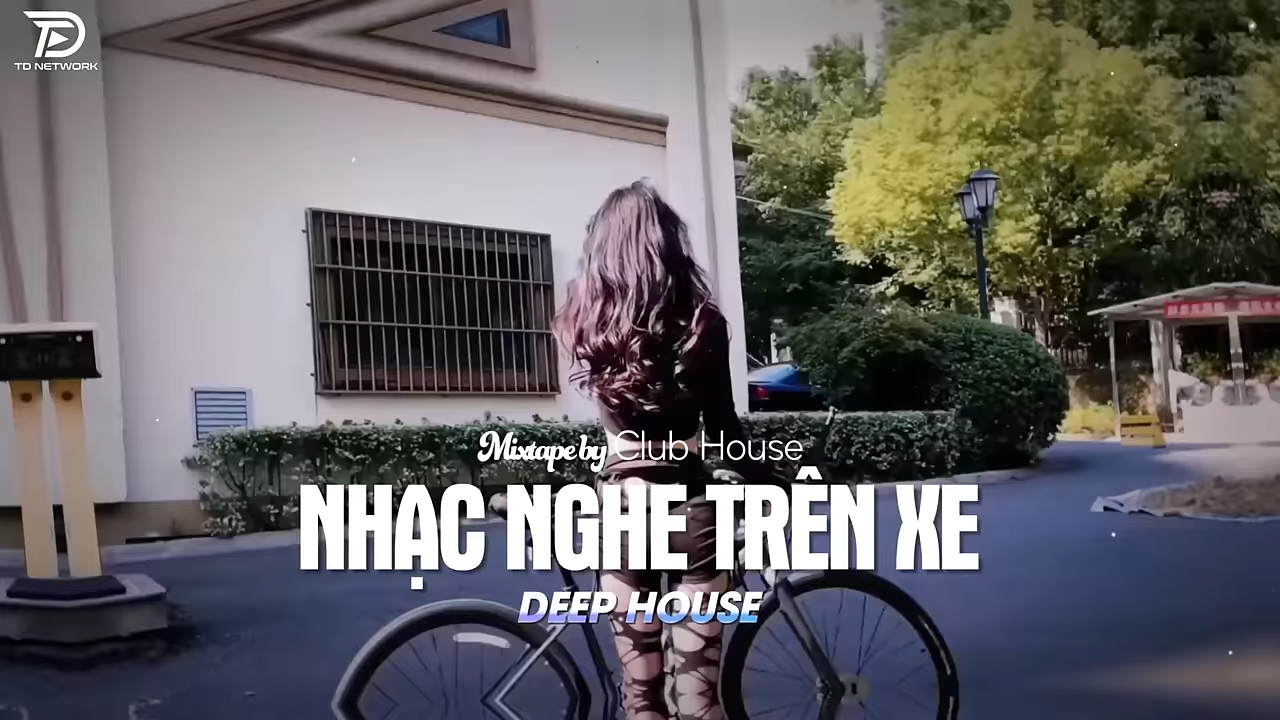 TD NETWORK
Mixtape by Club House
NHẠC NGHE TRÊN XE
DEEP HOUSE